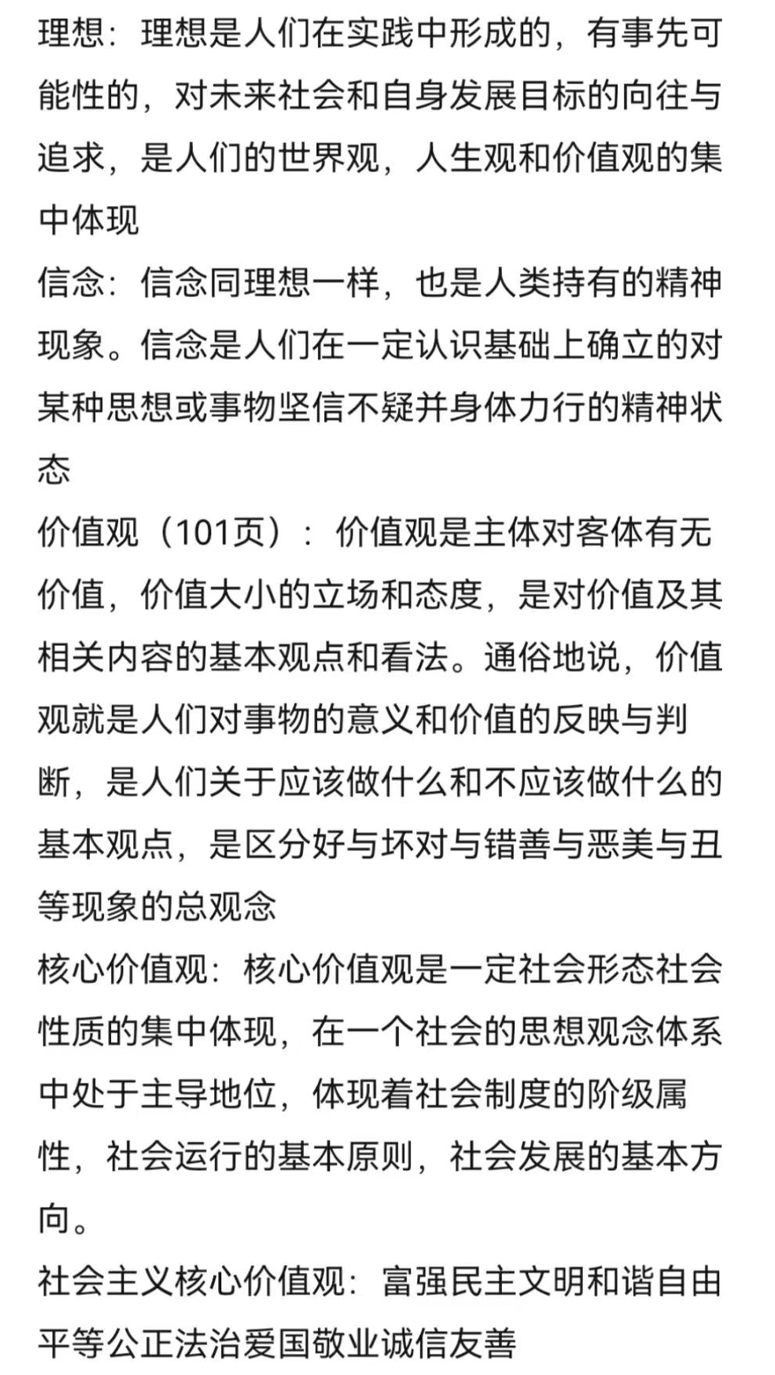 理想：理想是人们在实践中形成的，有事先可
能性的，对未来社会和自身发展目标的向往与
追求，是人们的世界观，人生观和价值观的集
中体现
信念：信念同理想一样，也是人类持有的精神
现象。信念是人们在一定认识基础上确立的对
某种思想或事物坚信不疑并身体力行的精神状
态
价值观（101页）：价值观是主体对客体有无
价值，价值大小的立场和态度，是对价值及其
相关内容的基本观点和看法。通俗地说，价值
观就是人们对事物的意义和价值的反映与判
断，是人们关于应该做什么和不应该做什么的
基本观点，是区分好与坏对与错善与恶美与丑
等现象的总观念
核心价值观：核心价值观是一定社会形态社会
性质的集中体现，在一个社会的思想观念体系
中处于主导地位，体现着社会制度的阶级属
性，社会运行的基本原则，社会发展的基本方
向。
社会主义核心价值观：富强民主文明和谐自由
平等公正法治爱国敬业诚信友善